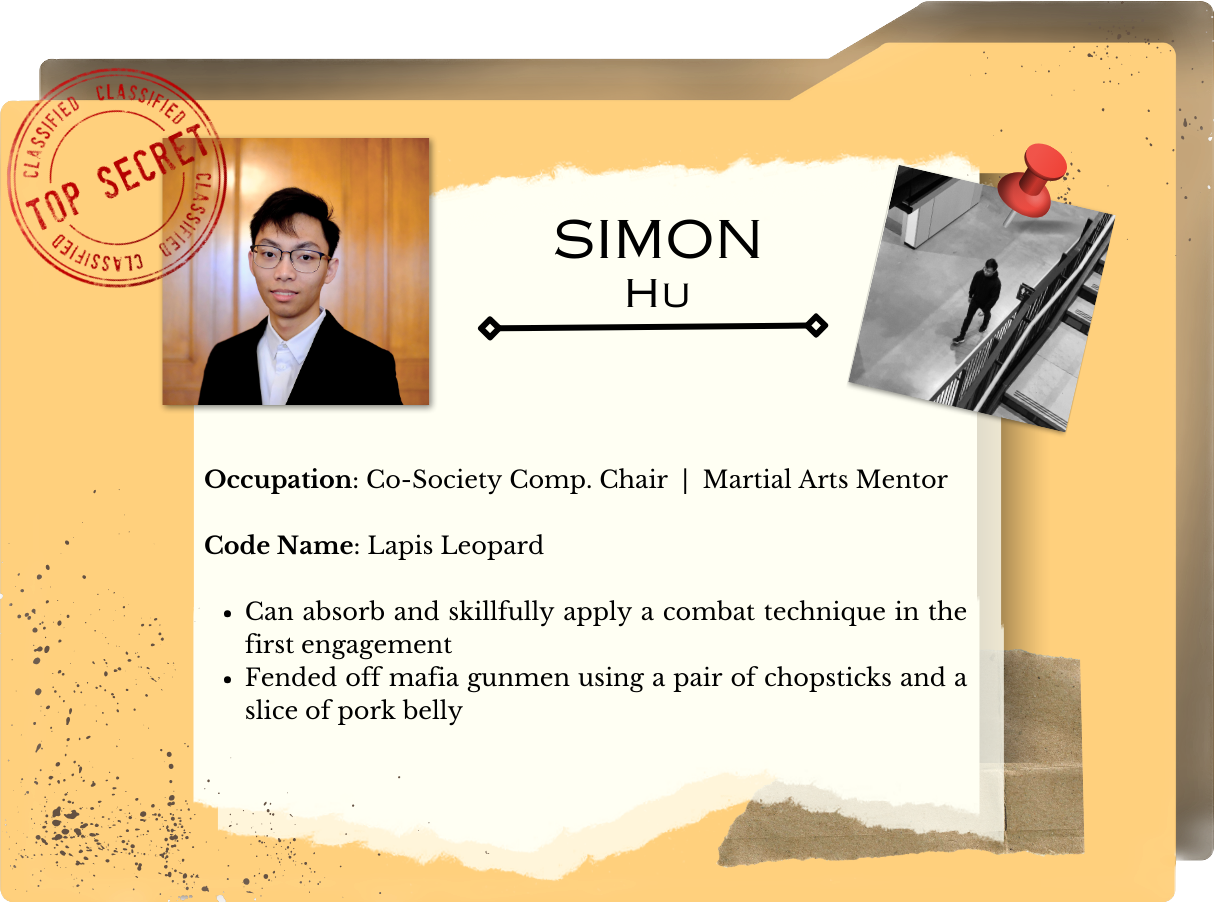 CLASSIFIED
CLASSIFIED
TOP SECRET
CLASSIFIED
CLASSIFIED
SIMON
Hu
Occupation: Co-Society Comp. Chair | Martial Arts Mentor
Code Name: Lapis Leopard
• Can absorb and skillfully apply a combat technique in the
first engagement
• Fended off mafia gunmen using a pair of chopsticks and a
slice of pork belly